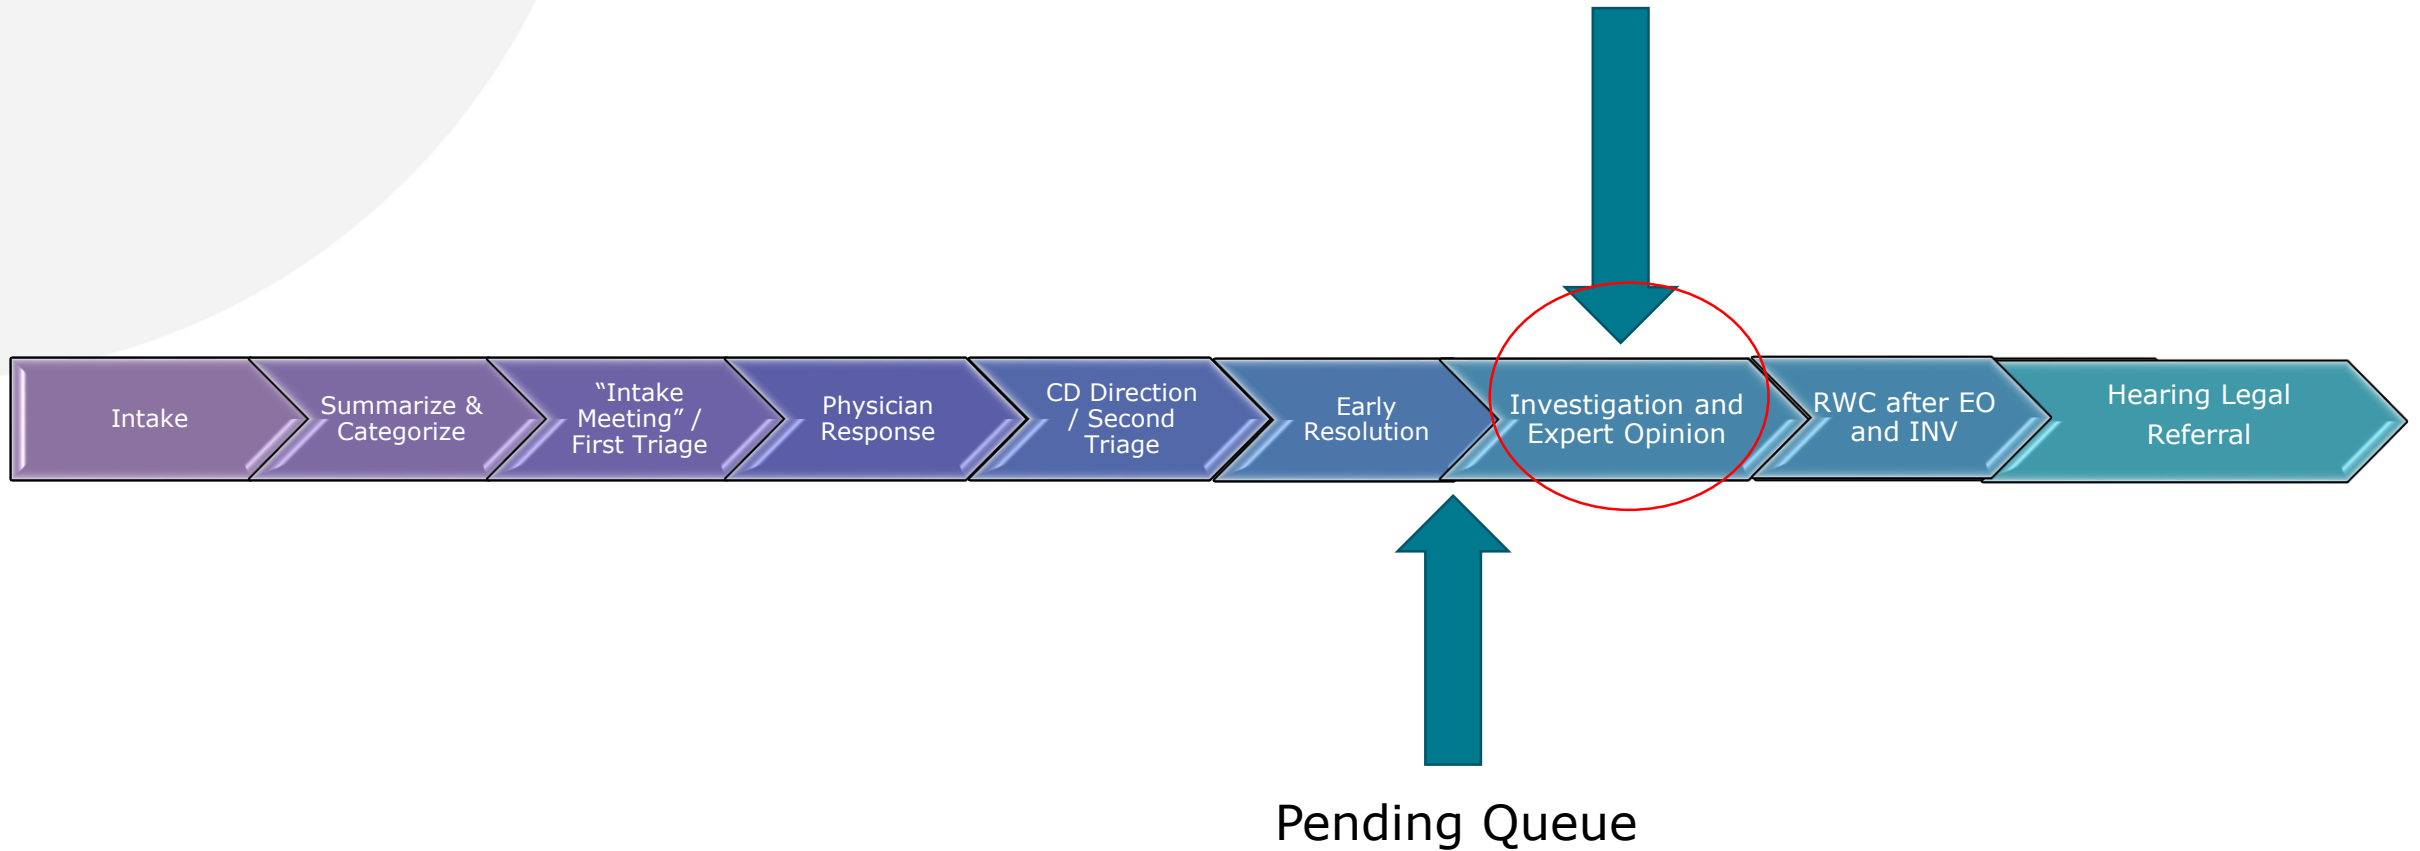 Intake
Summarize &
Categorize
“Intake
Meeting” /
First Triage
Physician
Response
CD Direction
/ Second
Triage
Early
Resolution
Investigation and
Expert Opinion
RWC after EO
and INV
Hearing Legal
Referral
Pending Queue